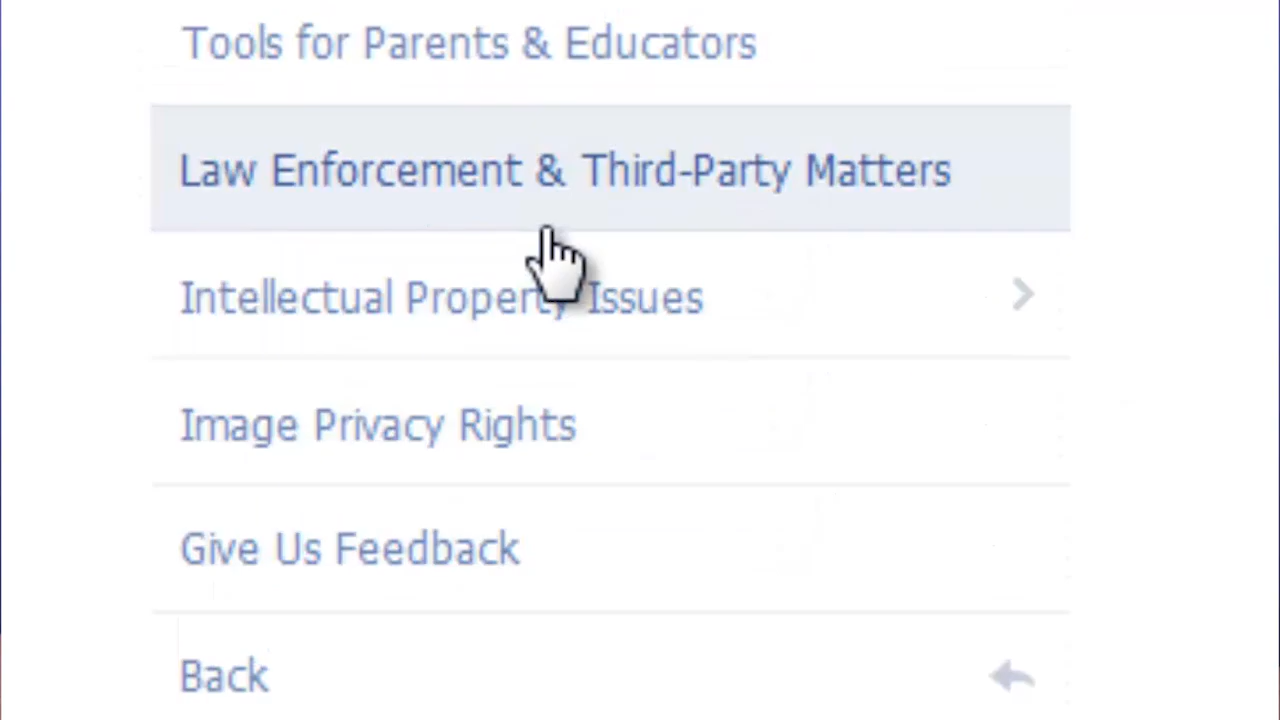 Tools for Parents & Educators
Law Enforcement & Third-Party Matters
Intellectual Property Issues
Image Privacy Rights
Give Us Feedback
Back